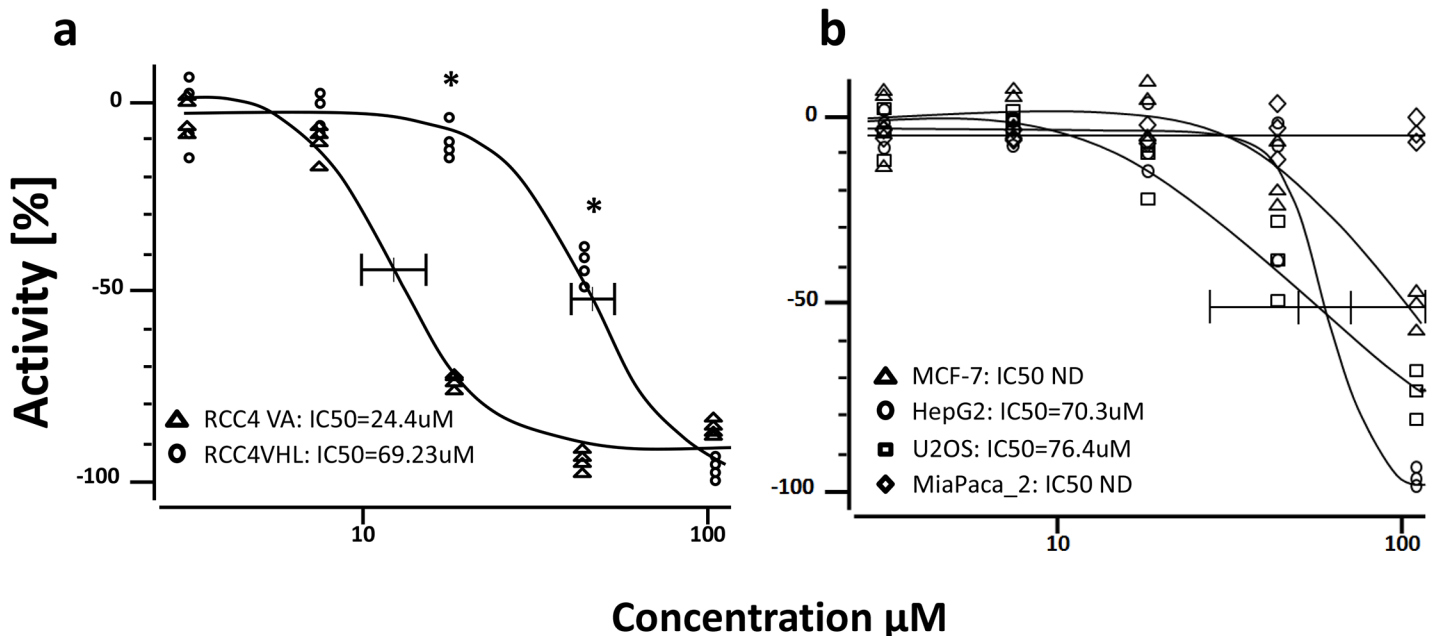 a
b
Activity [%]
0
-50
-100
*
*
RCC4 VA: IC50=24.4uM
RCC4VHL: IC50=69.23uM
10
100
0
-50
-100
MCF-7: IC50 ND
HepG2: IC50=70.3uM
U2OS: IC50=76.4uM
MiaPaca_2: IC50 ND
10
100
Concentration µM